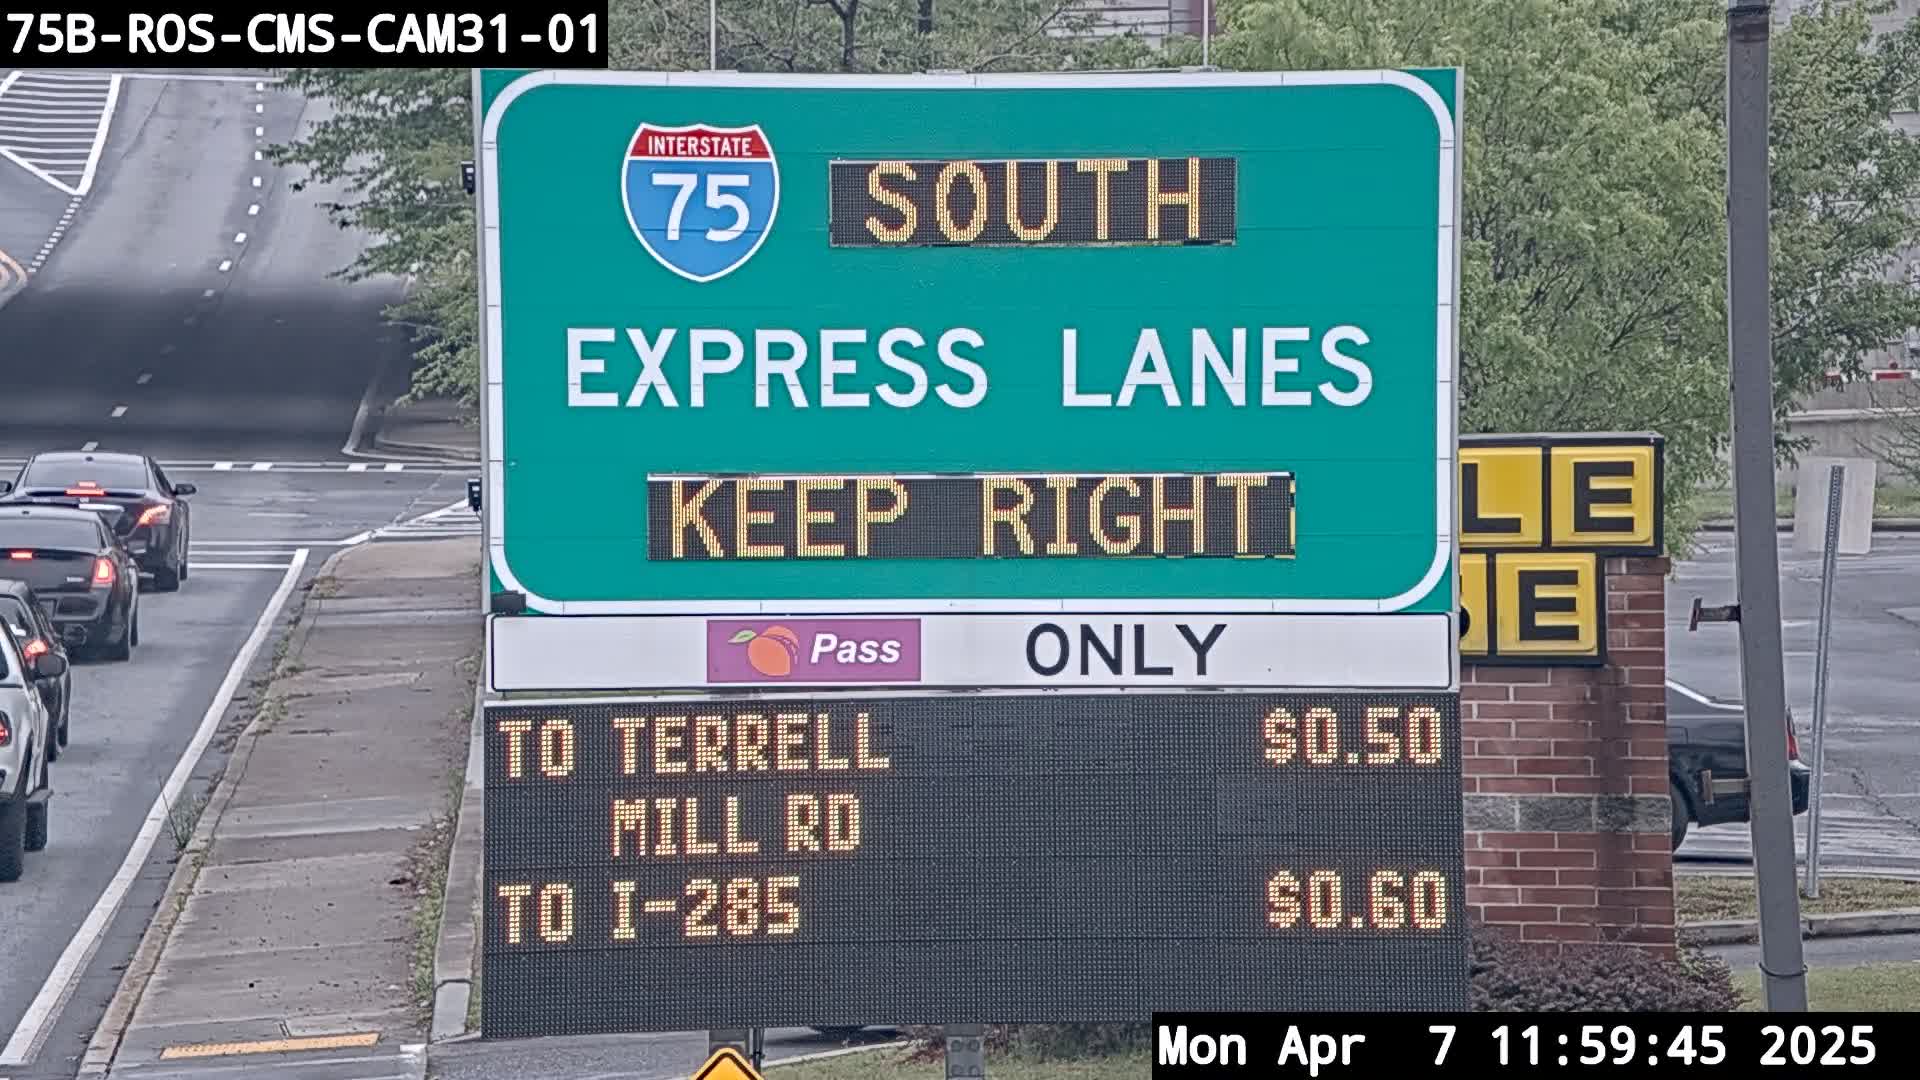 75B-ROS-CMS-CAM31-01
INTERSTATE
75
SOUTH
EXPRESS LANES
KEEP RIGHT
Pass ONLY
TO TERRELL $0.50
MILL RD
TO I-285 $0.60
LE
E
Mon Apr 7 11:59:45 2025